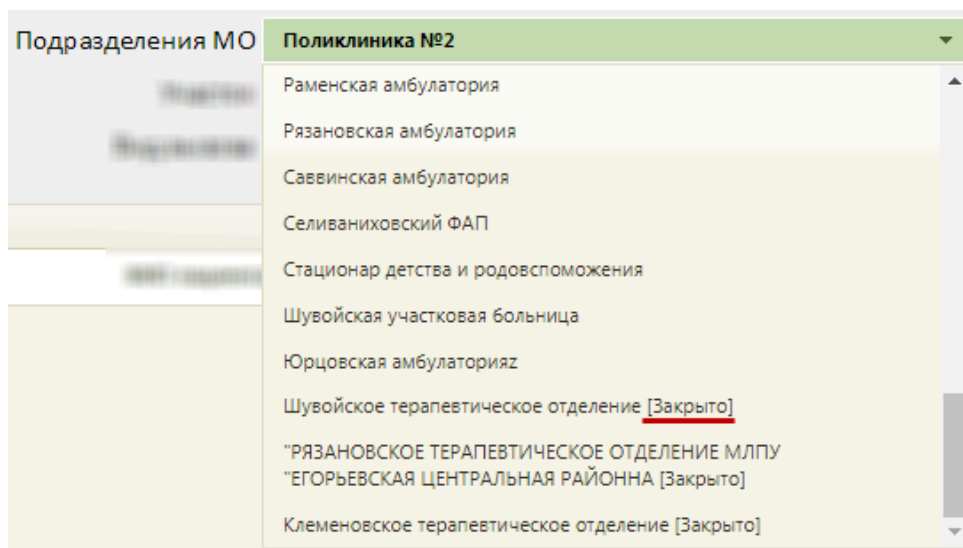 Подразделения МО Поликлиника №2
Раменская амбулатория
Рязановская амбулатория
Саввинская амбулатория
Селиваниховский ФАП
Стационар детства и родовспоможения
Шувойская участковая больница
Юрцовская амбулаторияz
Шувойское терапевтическое отделение [Закрыто]
"РЯЗАНОВСКОЕ ТЕРАПЕВТИЧЕСКОЕ ОТДЕЛЕНИЕ МЛПУ
"ЕГОРЬЕВСКАЯ ЦЕНТРАЛЬНАЯ РАЙОННА [Закрыто]
Клеменовское терапевтическое отделение [Закрыто]